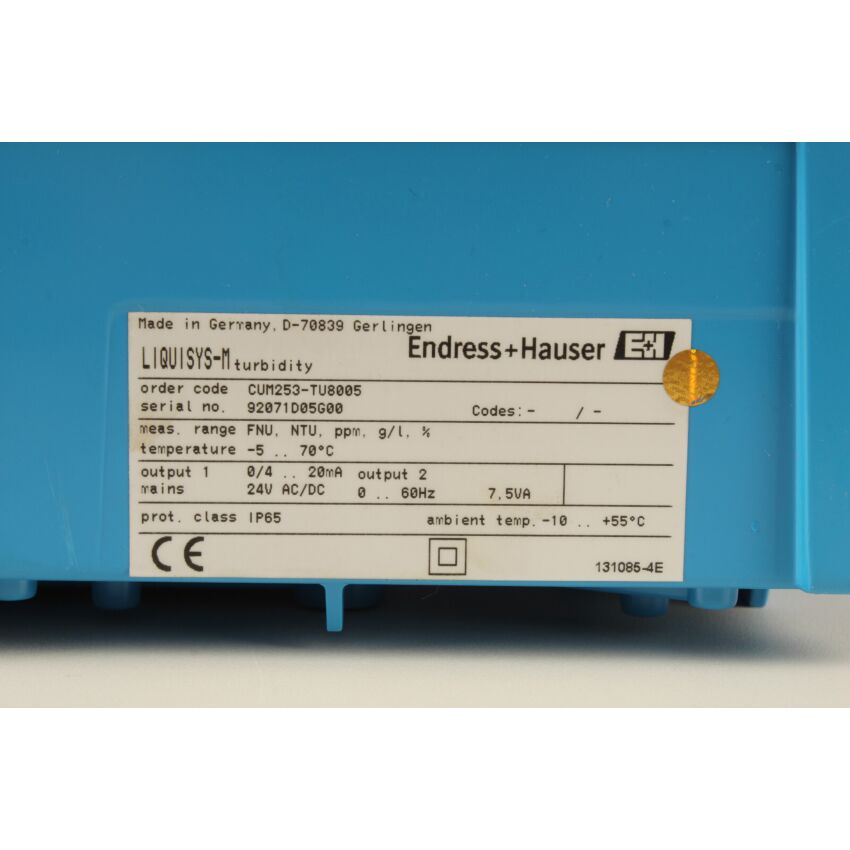 Made in Germany, D-70839 Gerlingen
LIQUISYS-M turbidity Endress+Hauser E+H
order code CUM253-TU8005
serial no. 92071D05G00 Codes: - / -
meas. range FNU, NTU, ppm, g/l, %
temperature -5 .. 70°C
output 1 0/4 .. 20mA output 2
mains 24V AC/DC 0 .. 60Hz 7,5VA
prot. class IP65 ambient temp. -10 .. +55°C
CE 131085-4E